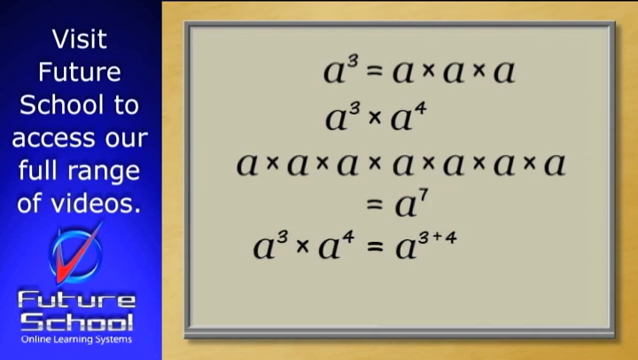 Visit
Future
School to
access our
full range
of videos.
Future
School
Online Learning Systems
a³ = a × a × a
a³ × a⁴
a × a × a × a × a × a × a
= a⁷
a³ × a⁴ = a³⁺⁴